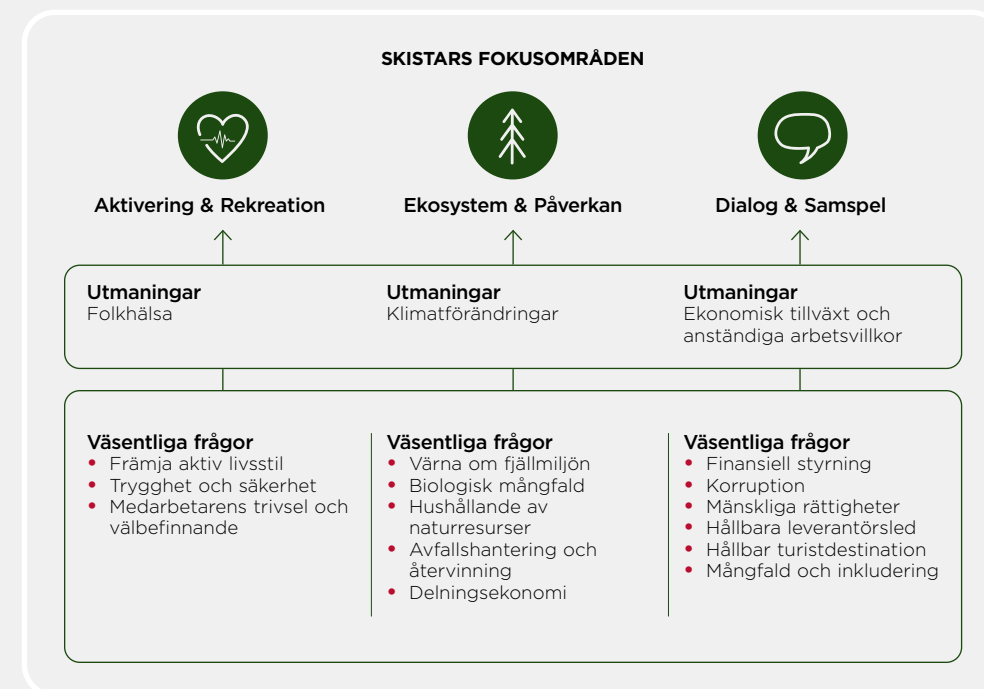 SKISTARS FOKUSOMRÅDEN
Aktivering & Rekreation
Ekosystem & Påverkan
Dialog & Samspel
Utmaningar
Folkhälsa
Utmaningar
Klimatförändringar
Utmaningar
Ekonomisk tillväxt och
anständiga arbetsvillkor
Väsentliga frågor
• Främja aktiv livsstil
• Trygghet och säkerhet
• Medarbetarens trivsel och
välbefinnande
Väsentliga frågor
• Värna om fjällmiljön
• Biologisk mångfald
• Hushållande av
naturresurser
• Avfallshantering och
återvinning
• Delningsekonomi
Väsentliga frågor
• Finansiell styrning
• Korruption
• Mänskliga rättigheter
• Hållbara leverantörsled
• Hållbar turistdestination
• Mångfald och inkludering